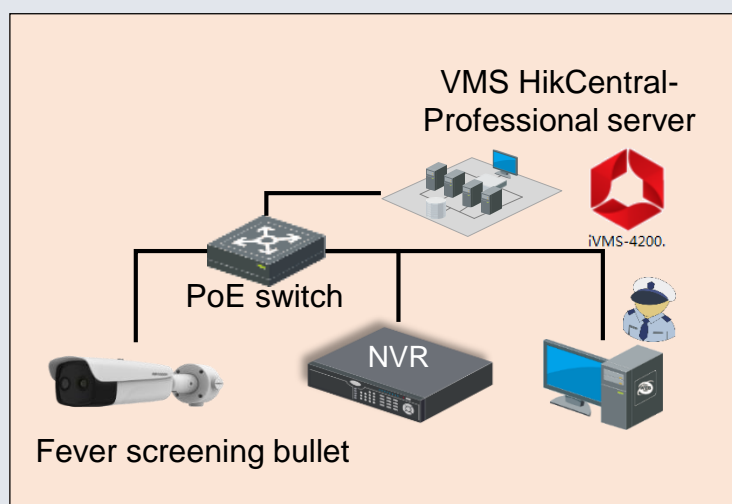 VMS HikCentral-
Professional server
iVMS-4200.
PoE switch
NVR
Fever screening bullet